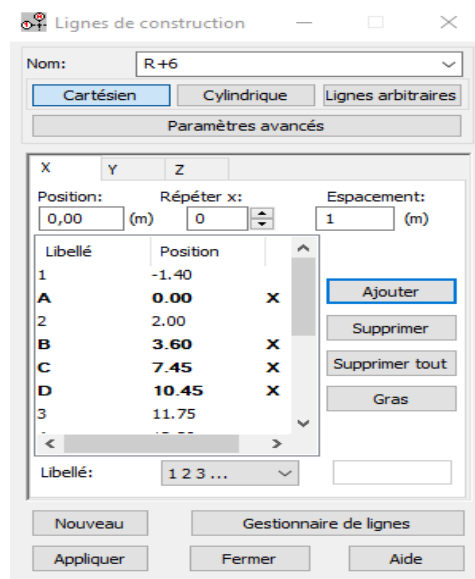 Lignes de construction
Nom: R+6
Cartésien Cylindrique Lignes arbitraires
Paramètres avancés
X Y Z
Position: Répéter x: Espacement:
0,00 (m) 0 1 (m)
Libellé Position
1 -1.40
A 0.00 X
2 2.00
B 3.60 X
C 7.45 X
D 10.45 X
3 11.75
Ajouter
Supprimer
Supprimer tout
Gras
Libellé: 1 2 3 ...
Nouveau Gestionnaire de lignes
Appliquer Fermer Aide